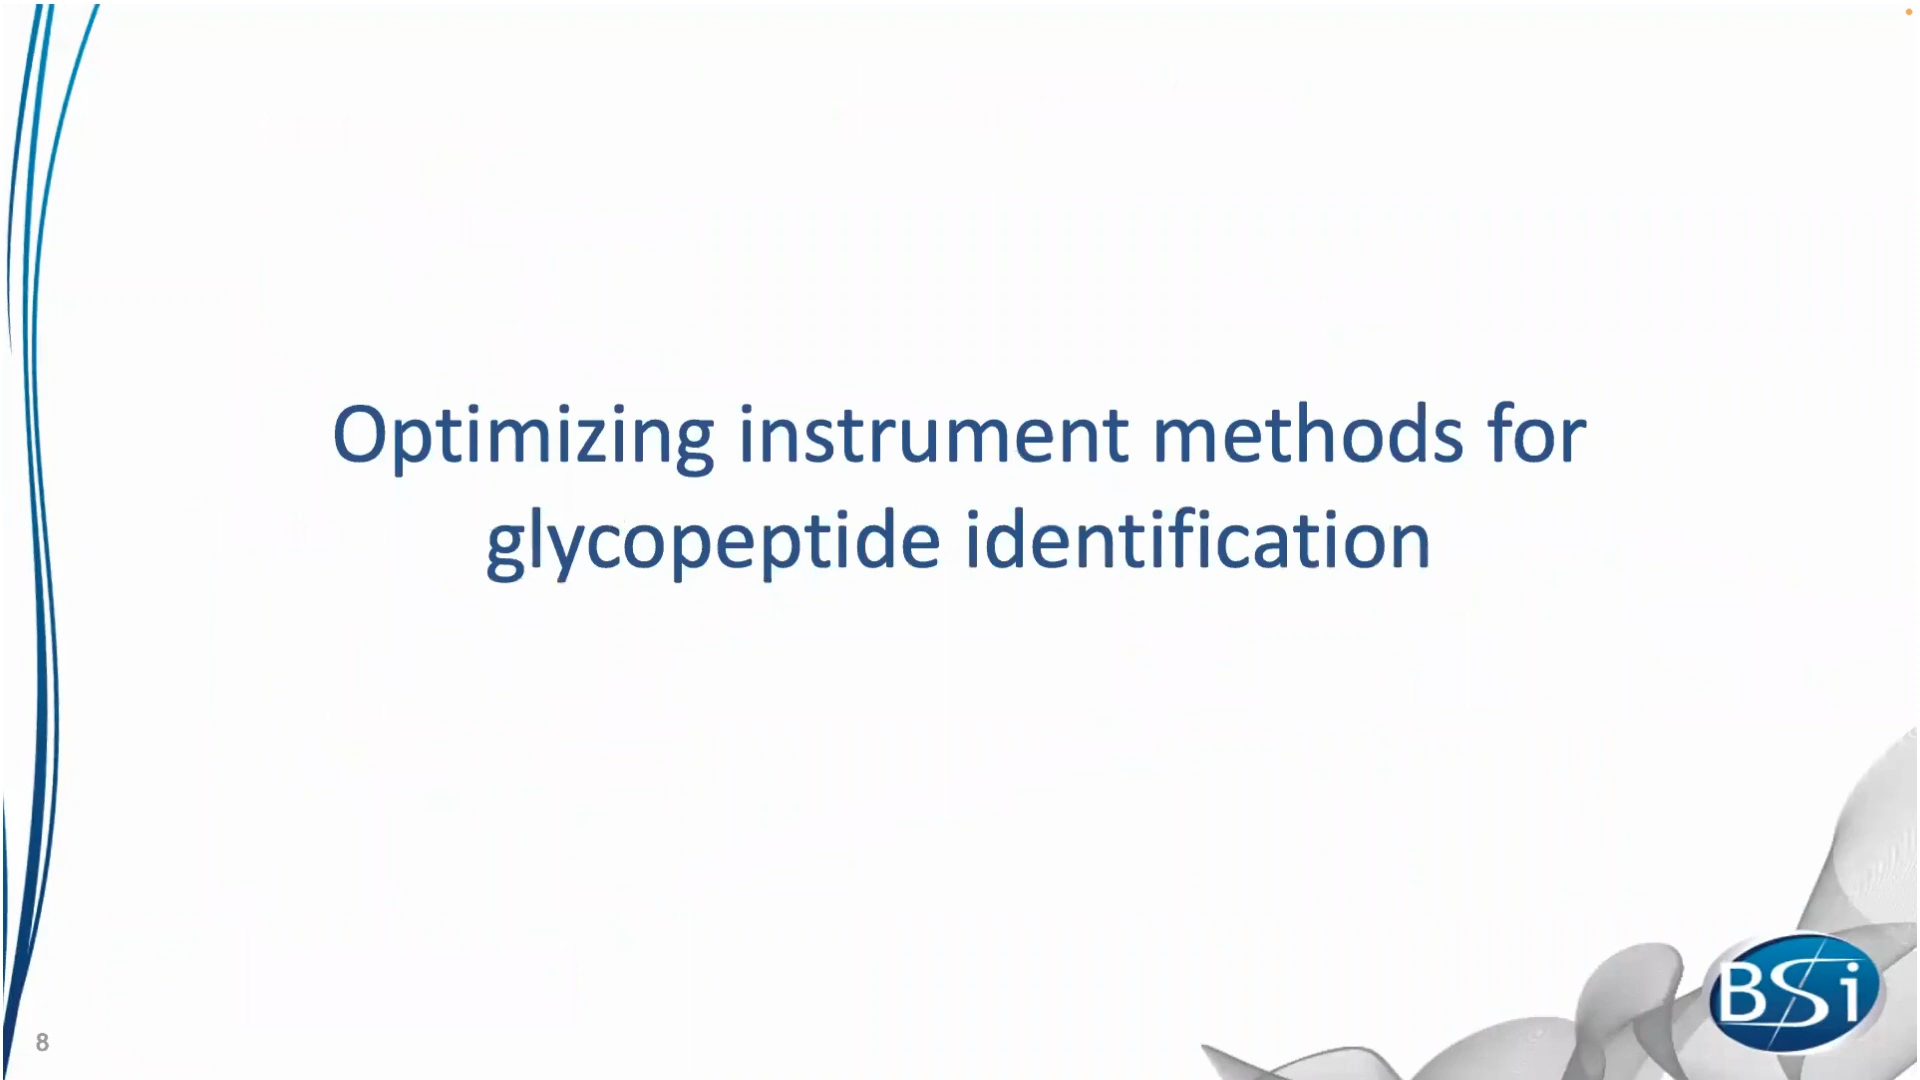 Optimizing instrument methods for
glycopeptide identification
BSi
8